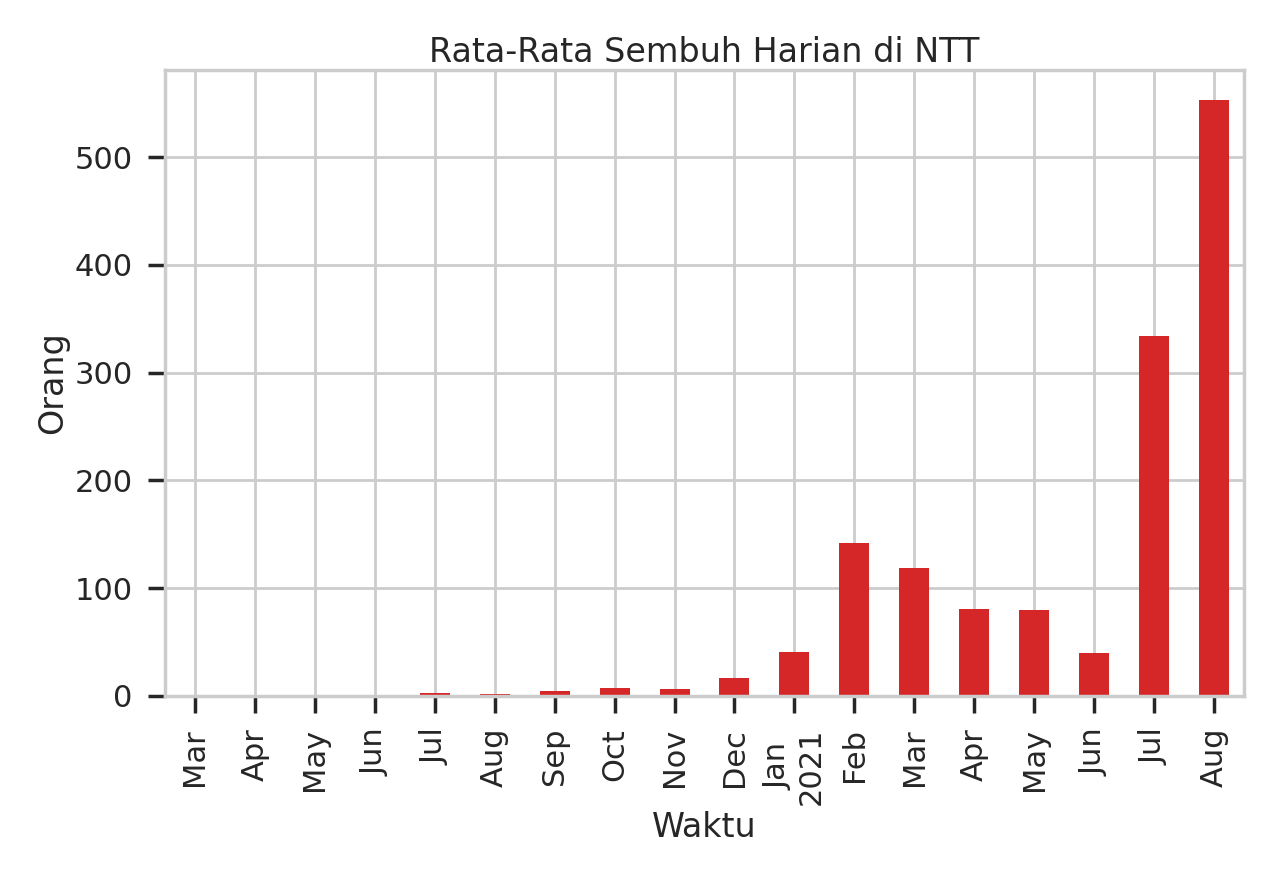 Rata-Rata Sembuh Harian di NTT
Orang
500
400
300
200
100
0
Mar
Apr
May
Jun
Jul
Aug
Sep
Oct
Nov
Dec
Jan
2021
Feb
Mar
Apr
May
Jun
Jul
Aug
Waktu